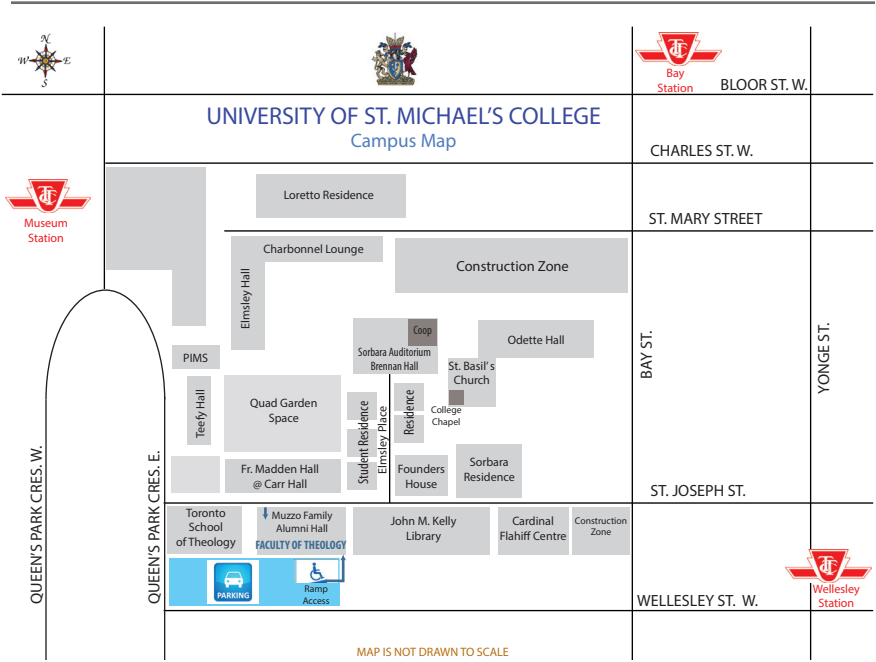 N
W
E
S
TTC
Bay
Station
BLOOR ST. W.
UNIVERSITY OF ST. MICHAEL'S COLLEGE
Campus Map
CHARLES ST. W.
TTC
Museum
Station
Loretto Residence
ST. MARY STREET
Charbonnel Lounge
Elmsley Hall
Construction Zone
Coop
Sorbara Auditorium
Brennan Hall
Odette Hall
St. Basil's
Church
College
Chapel
PIMS
Teefy Hall
Quad Garden
Space
Student Residence
Elmsley Place
Residence
BAY ST.
YONGE ST.
Fr. Madden Hall
@ Carr Hall
Founders
House
Sorbara
Residence
QUEEN'S PARK CRES. W.
QUEEN'S PARK CRES. E.
ST. JOSEPH ST.
Toronto
School
of Theology
Muzzo Family
Alumni Hall
FACULTY OF THEOLOGY
John M. Kelly
Library
Cardinal
Flahiff Centre
Construction
Zone
PARKING
Ramp
Access
TTC
Wellesley
Station
WELLESLEY ST. W.
MAP IS NOT DRAWN TO SCALE